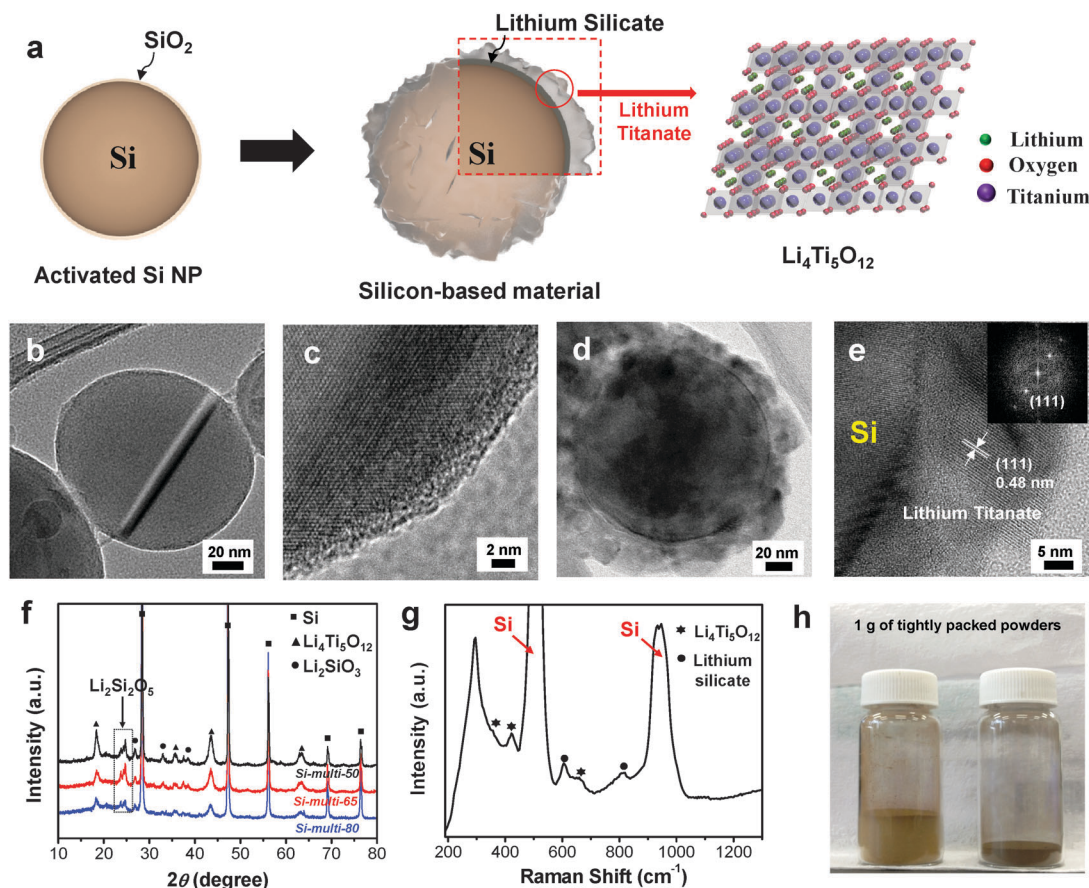 a
SiO₂
Si
Activated Si NP
Lithium Silicate
Si
Silicon-based material
Lithium
Titanate
Lithium
Oxygen
Titanium
Li₄Ti₅O₁₂
b
20 nm
c
2 nm
d
20 nm
e
Si
(111)
(111)
0.48 nm
Lithium Titanate
5 nm
f
Si
Li₄Ti₅O₁₂
Li₂SiO₃
Li₂Si₂O₅
Si-multi-50
Si-multi-65
Si-multi-80
Intensity (a.u.)
10 20 30 40 50 60 70 80
2θ (degree)
g
Si
Si
Li₄Ti₅O₁₂
Lithium
silicate
Intensity (a.u.)
200 400 600 800 1000 1200
Raman Shift (cm⁻¹)
h
1 g of tightly packed powders